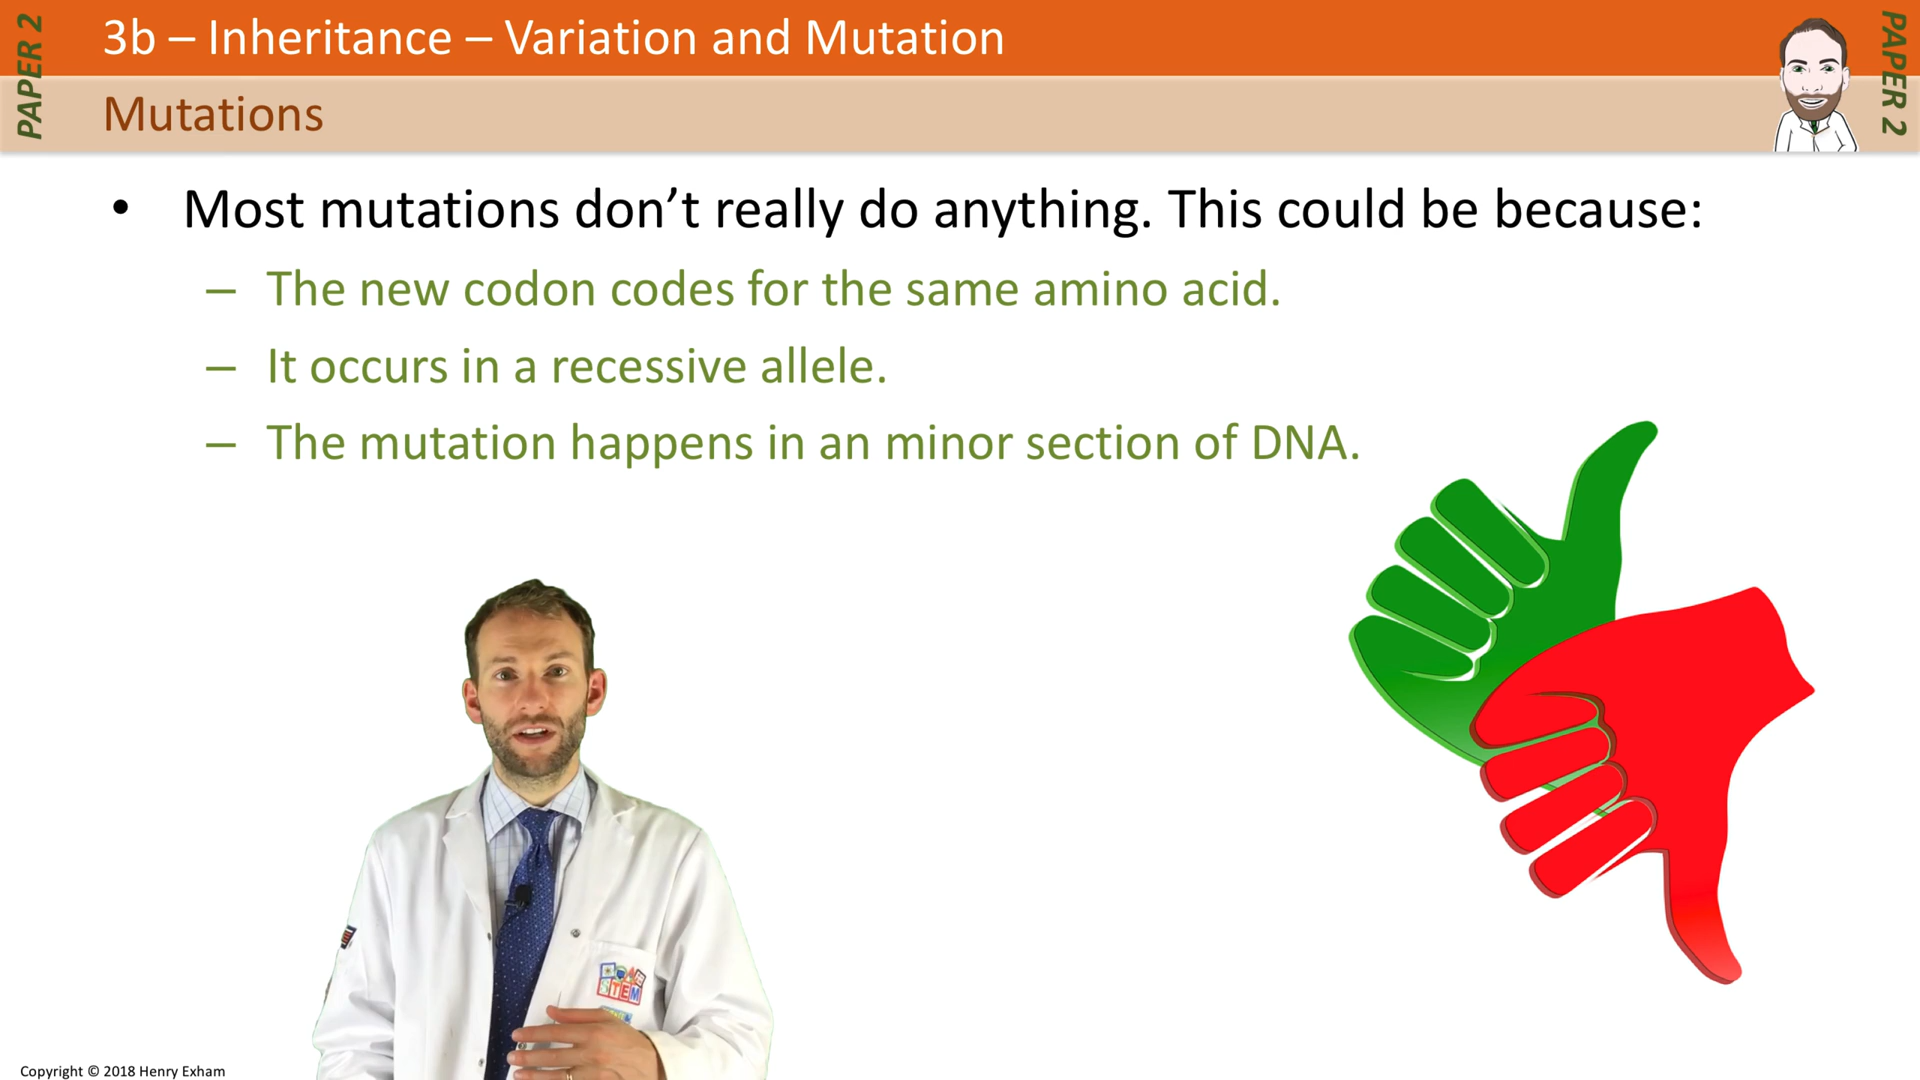 PAPER 2
3b – Inheritance – Variation and Mutation
PAPER 2
Mutations
• Most mutations don’t really do anything. This could be because:
– The new codon codes for the same amino acid.
– It occurs in a recessive allele.
– The mutation happens in an minor section of DNA.
STEM
Copyright © 2018 Henry Exham